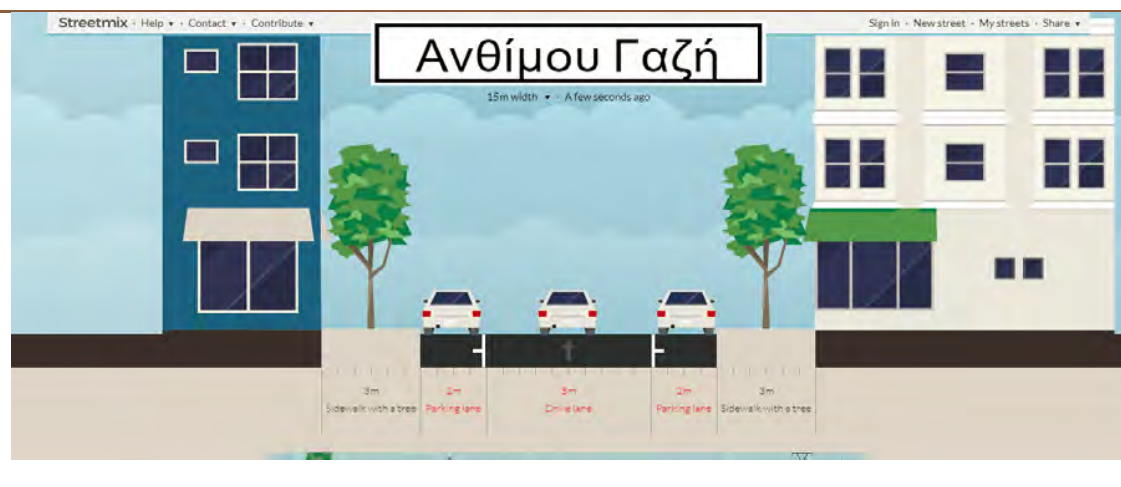 Streetmix · Help ▾ · Contact ▾ · Contribute ▾
Sign in · New street · My streets · Share ▾
Ανθίμου Γαζή
15m width ▾ · A few seconds ago
3m 2m 5m 2m 3m
Sidewalk with a tree Parking lane Drive lane Parking lane Sidewalk with a tree